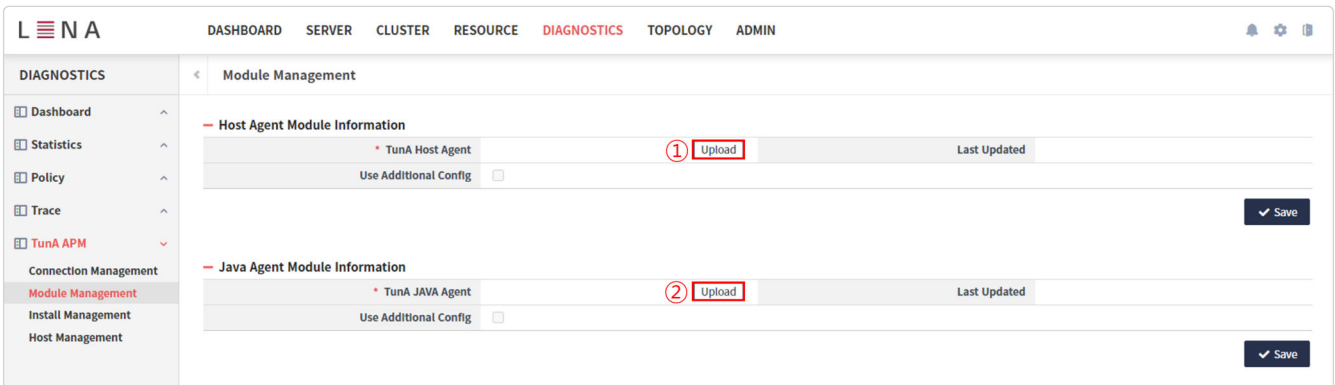 LENA DASHBOARD SERVER CLUSTER RESOURCE DIAGNOSTICS TOPOLOGY ADMIN
DIAGNOSTICS
Module Management
Dashboard
Statistics
Policy
Trace
TunA APM
Connection Management
Module Management
Install Management
Host Management
Host Agent Module Information
* TunA Host Agent ① Upload Last Updated
Use Additional Config
Save
Java Agent Module Information
* TunA JAVA Agent ② Upload Last Updated
Use Additional Config
Save